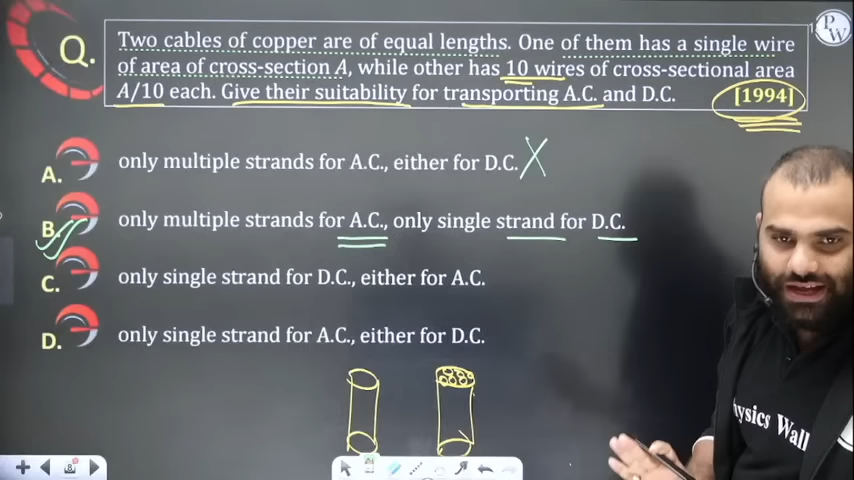 Q. Two cables of copper are of equal lengths. One of them has a single wire
of area of cross-section A, while other has 10 wires of cross-sectional area
A/10 each. Give their suitability for transporting A.C. and D.C. [1994]
A. only multiple strands for A.C., either for D.C.
B. only multiple strands for A.C., only single strand for D.C.
C. only single strand for D.C., either for A.C.
D. only single strand for A.C., either for D.C.
PW
Physics Wall